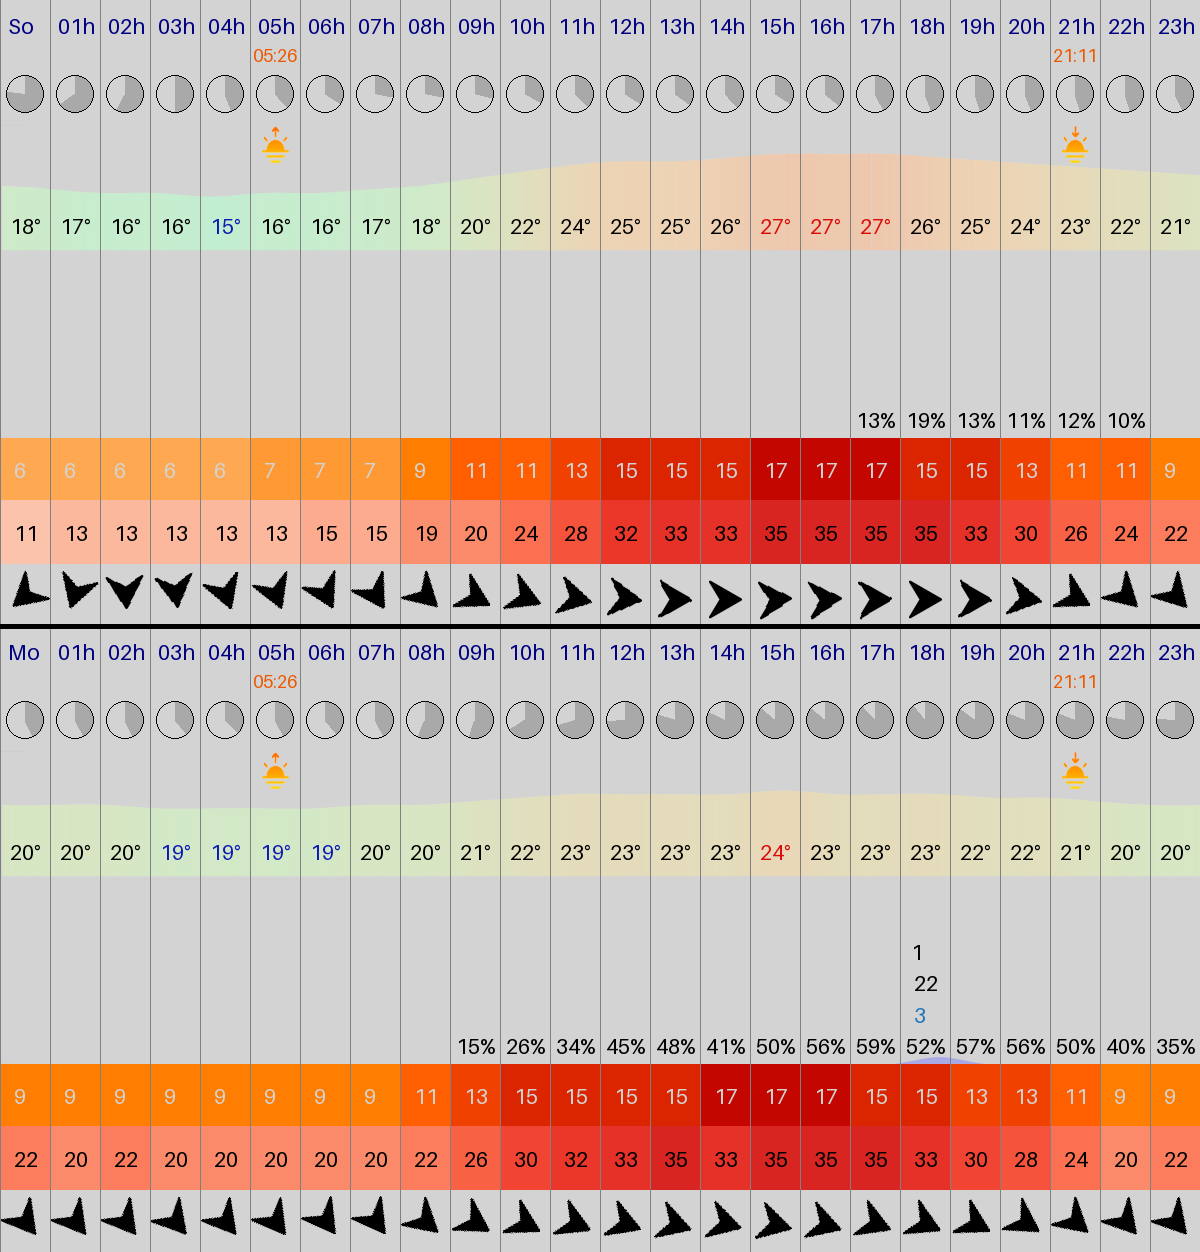 So 01h 02h 03h 04h 05h 06h 07h 08h 09h 10h 11h 12h 13h 14h 15h 16h 17h 18h 19h 20h 21h 22h 23h
05:26 21:11
18° 17° 16° 16° 15° 16° 16° 17° 18° 20° 22° 24° 25° 25° 26° 27° 27° 27° 26° 25° 24° 23° 22° 21°
13% 19% 13% 11% 12% 10%
6 6 6 6 6 7 7 7 9 11 11 13 15 15 15 17 17 17 15 15 13 11 11 9
11 13 13 13 13 13 15 15 19 20 24 28 32 33 33 35 35 35 35 33 30 26 24 22
Mo 01h 02h 03h 04h 05h 06h 07h 08h 09h 10h 11h 12h 13h 14h 15h 16h 17h 18h 19h 20h 21h 22h 23h
05:26 21:11
20° 20° 20° 19° 19° 19° 19° 20° 20° 21° 22° 23° 23° 23° 23° 24° 23° 23° 23° 22° 22° 21° 20° 20°
1
22
3
15% 26% 34% 45% 48% 41% 50% 56% 59% 52% 57% 56% 50% 40% 35%
9 9 9 9 9 9 9 9 11 13 15 15 15 15 17 17 17 15 15 13 13 11 9 9
22 20 22 20 20 20 20 20 22 26 30 32 33 35 33 35 35 35 33 30 28 24 20 22